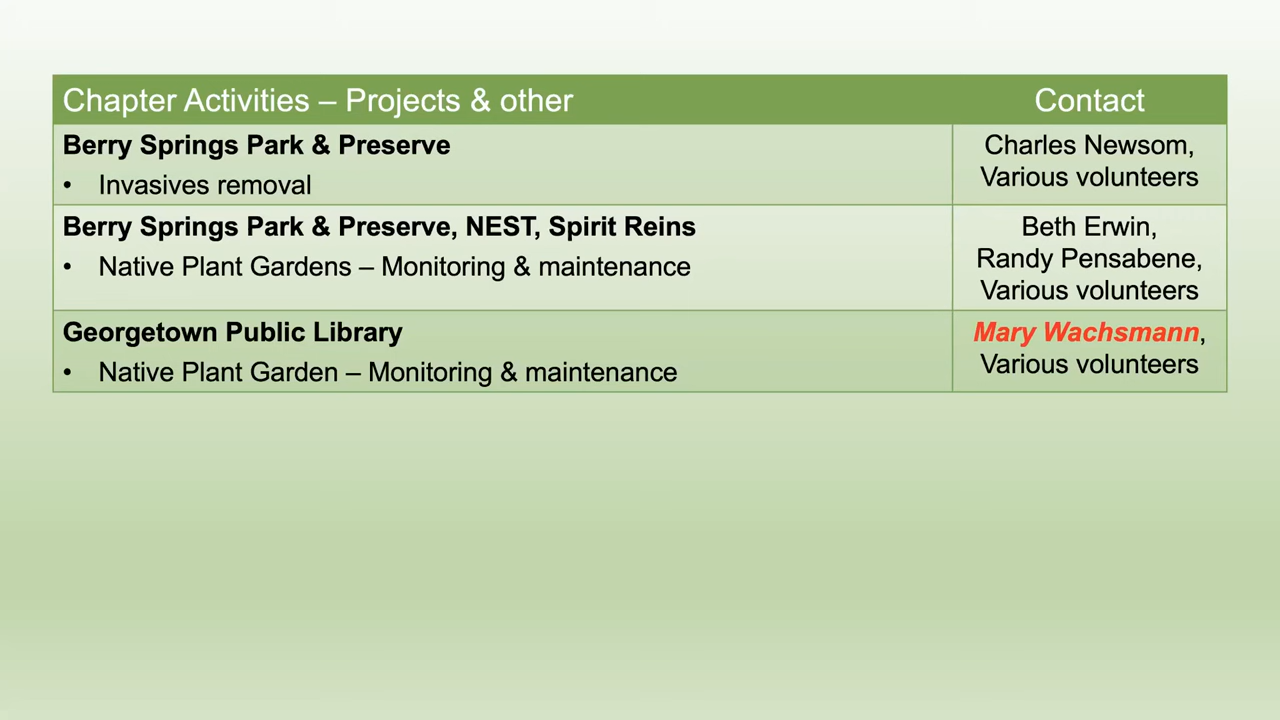 Chapter Activities – Projects & other
Contact
Berry Springs Park & Preserve
• Invasives removal
Charles Newsom,
Various volunteers
Berry Springs Park & Preserve, NEST, Spirit Reins
• Native Plant Gardens – Monitoring & maintenance
Beth Erwin,
Randy Pensabene,
Various volunteers
Georgetown Public Library
• Native Plant Garden – Monitoring & maintenance
Mary Wachsmann,
Various volunteers